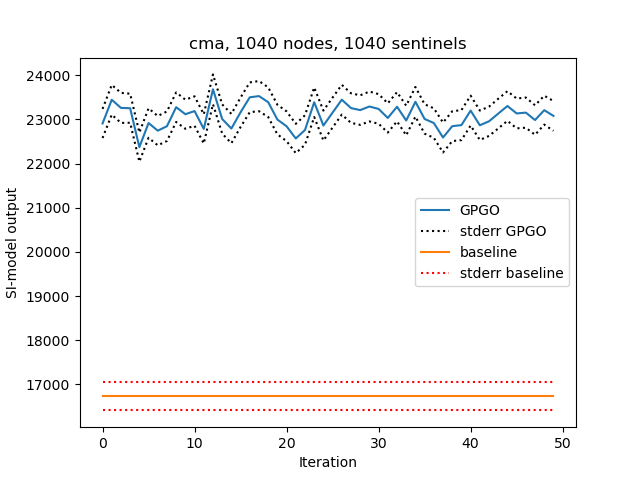 cma, 1040 nodes, 1040 sentinels
SI-model output
24000
23000
22000
21000
20000
19000
18000
17000
GPGO
stderr GPGO
baseline
stderr baseline
0 10 20 30 40 50
Iteration